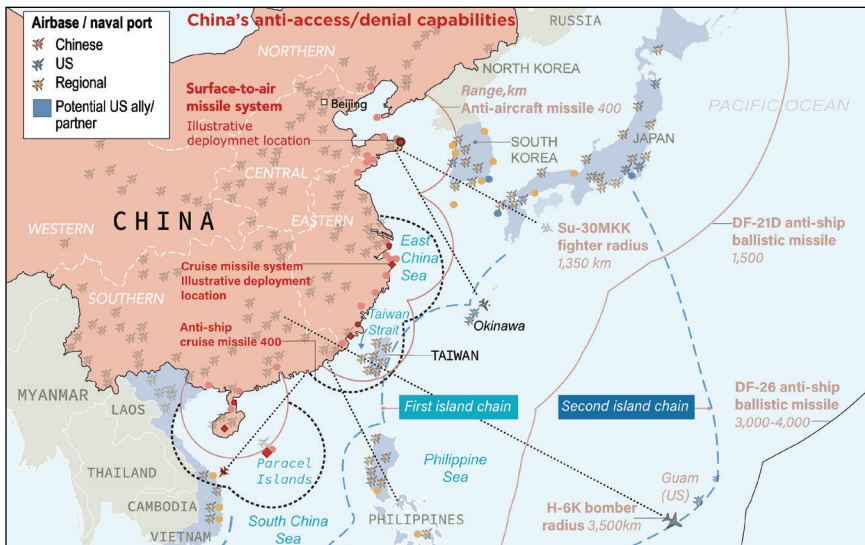 China's anti-access/denial capabilities
Airbase / naval port
Chinese
US
Regional
Potential US ally/
partner
RUSSIA
NORTHERN
NORTH KOREA
Surface-to-air
missile system
Illustrative
deploymnet location
Beijing
Range,km
Anti-aircraft missile 400
PACIFIC OCEAN
SOUTH
KOREA
JAPAN
CENTRAL
CHINA
EASTERN
WESTERN
East
China
Sea
Su-30MKK
fighter radius
1,350 km
DF-21D anti-ship
ballistic missile
1,500
Cruise missile system
Illustrative deployment
location
SOUTHERN
Taiwan
Strait
Okinawa
Anti-ship
cruise missile 400
TAIWAN
MYANMAR
LAOS
First island chain
Second island chain
DF-26 anti-ship
ballistic missile
3,000-4,000
THAILAND
Paracel
Islands
Philippine
Sea
Guam
(US)
CAMBODIA
VIETNAM
South China
Sea
PHILIPPINES
H-6K bomber
radius 3,500km